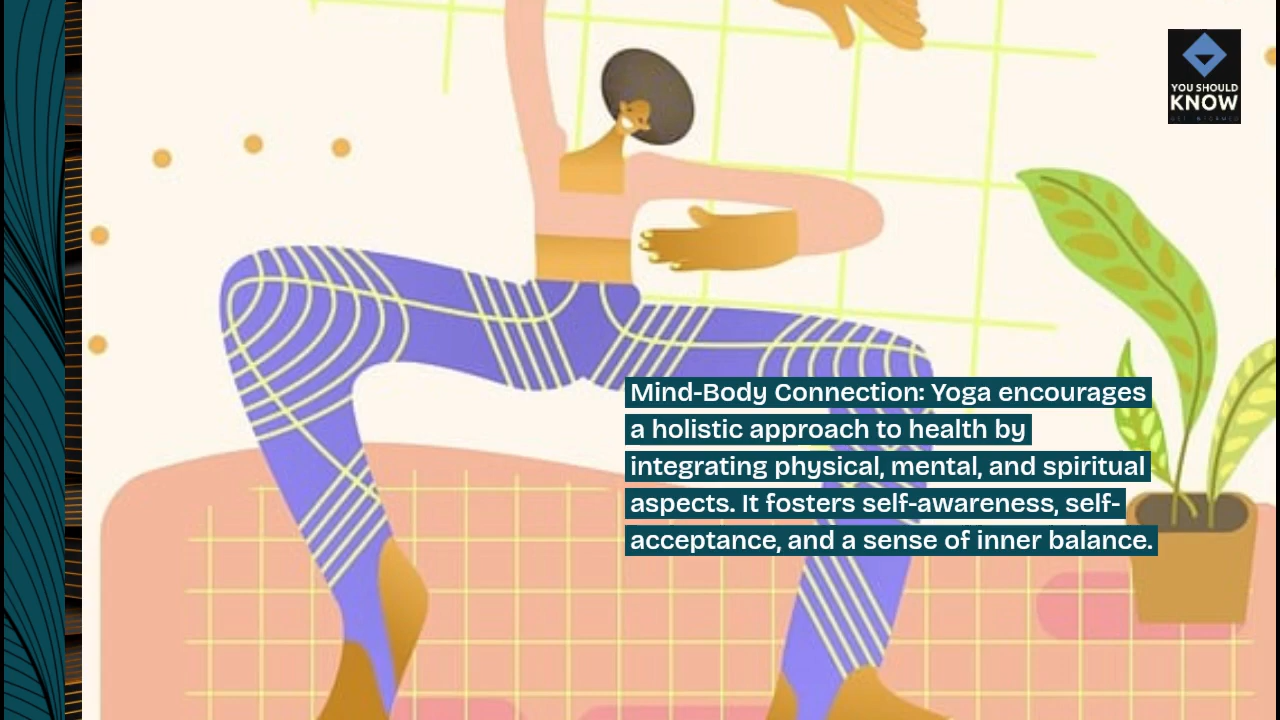 YOU SHOULD
KNOW
Mind-Body Connection: Yoga encourages
a holistic approach to health by
integrating physical, mental, and spiritual
aspects. It fosters self-awareness, self-
acceptance, and a sense of inner balance.